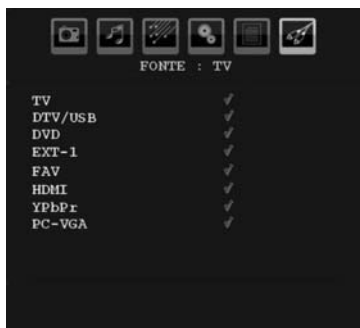 FONTE : TV
TV
DTV/USB
DVD
EXT-1
FAV
HDMI
YPbPr
PC-VGA